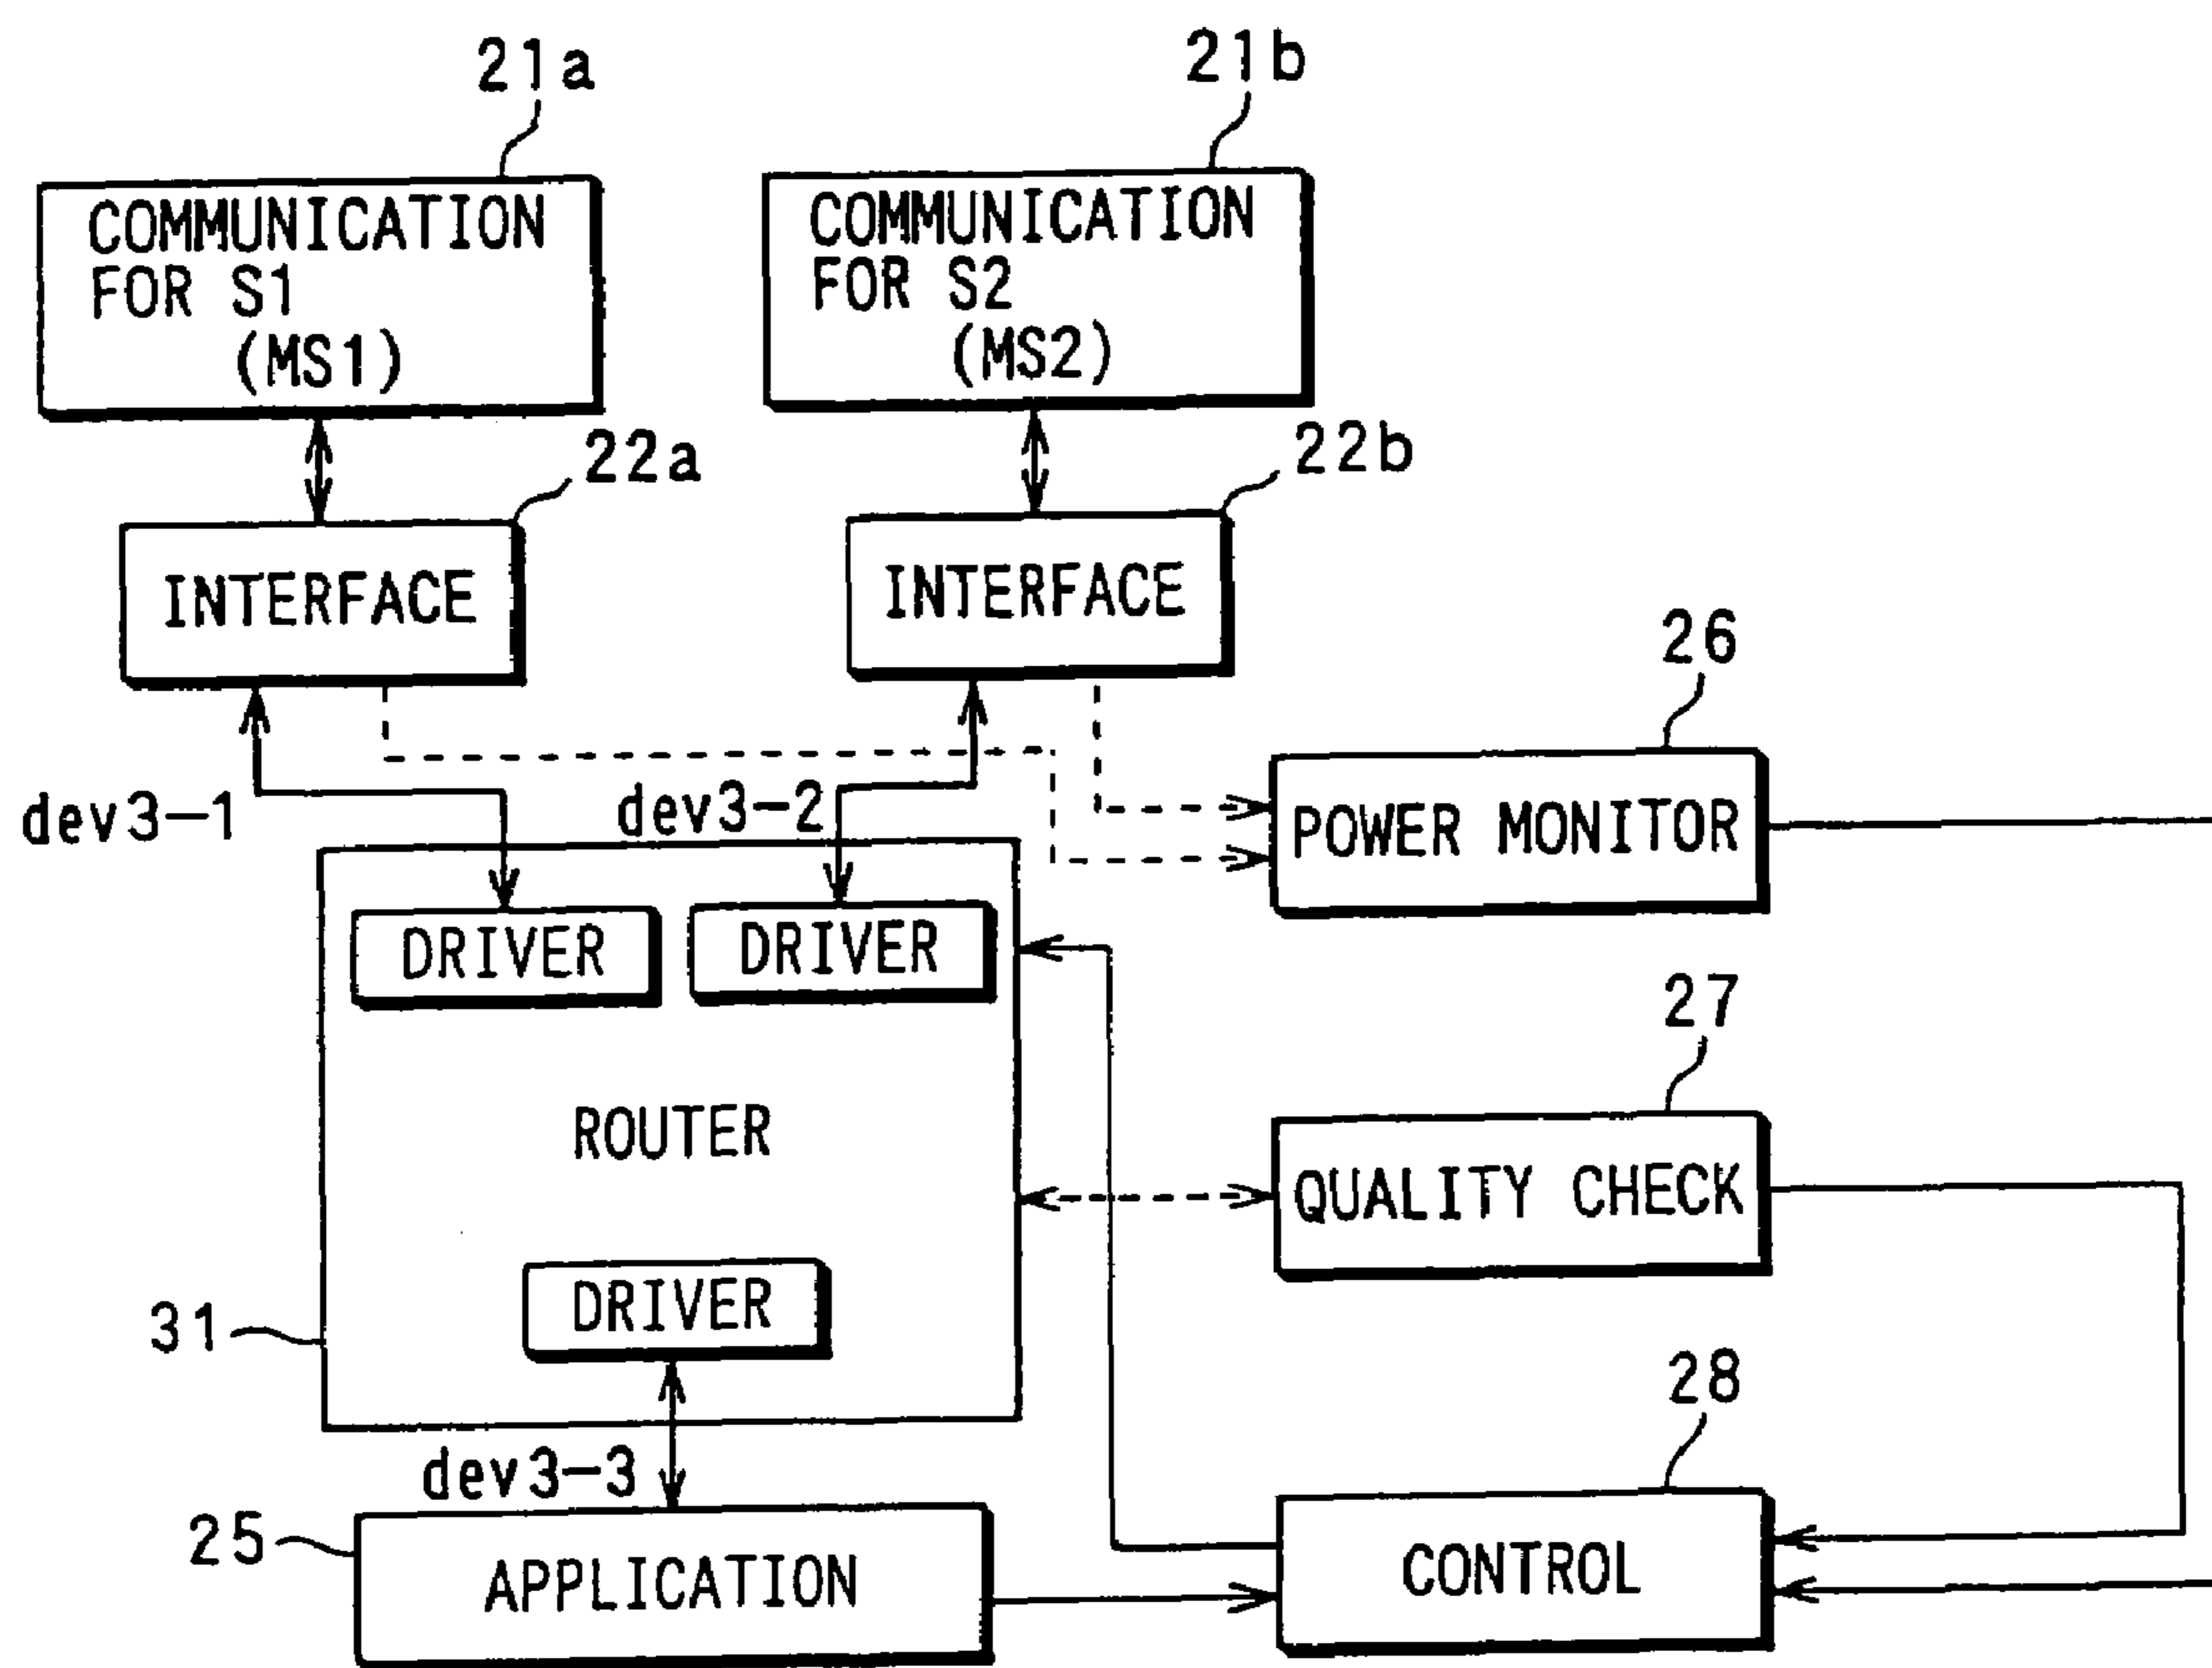 21a
21b
COMMUNICATION
FOR S1
(MS1)
COMMUNICATION
FOR S2
(MS2)
22a
22b
INTERFACE
INTERFACE
26
dev3-1
dev3-2
POWER MONITOR
DRIVER
DRIVER
27
ROUTER
QUALITY CHECK
31
DRIVER
28
dev3-3
25
APPLICATION
CONTROL